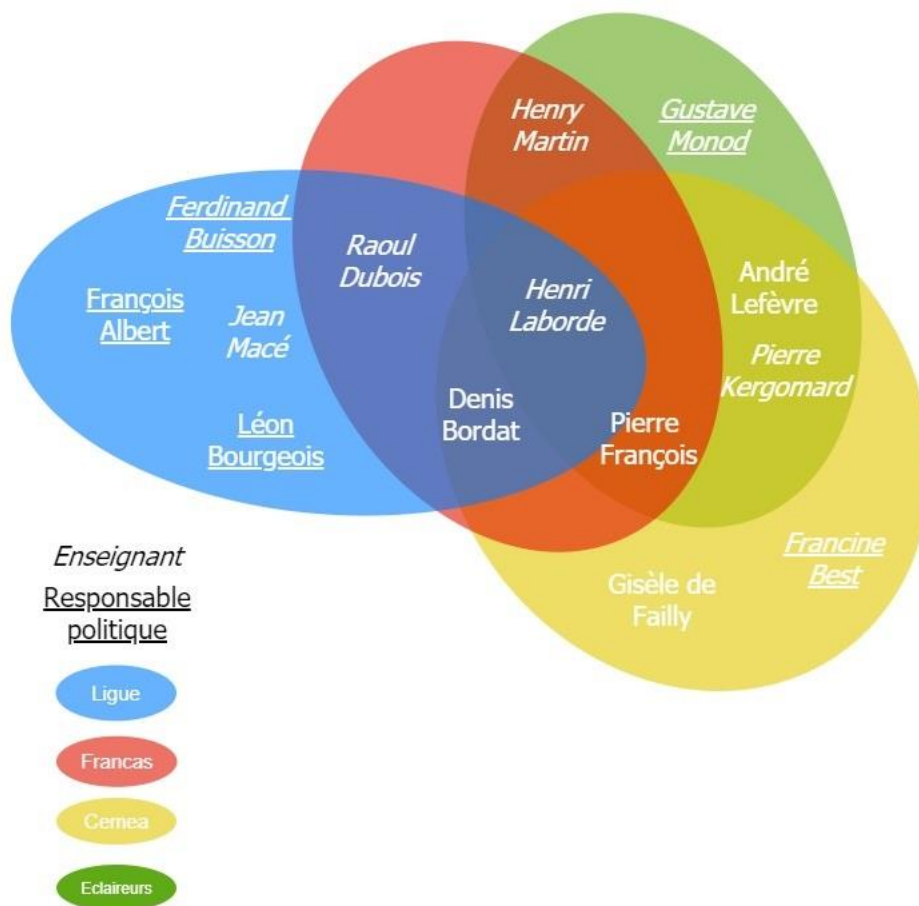 Henry
Martin
Gustave
Monod
Ferdinand
Buisson
Raoul
Dubois
François
Albert
Jean
Macé
Henri
Laborde
André
Lefèvre
Pierre
Kergomard
Léon
Bourgeois
Denis
Bordat
Pierre
François
Francine
Best
Gisèle de
Failly
Enseignant
Responsable
politique
Ligue
Francas
Cemea
Eclaireurs